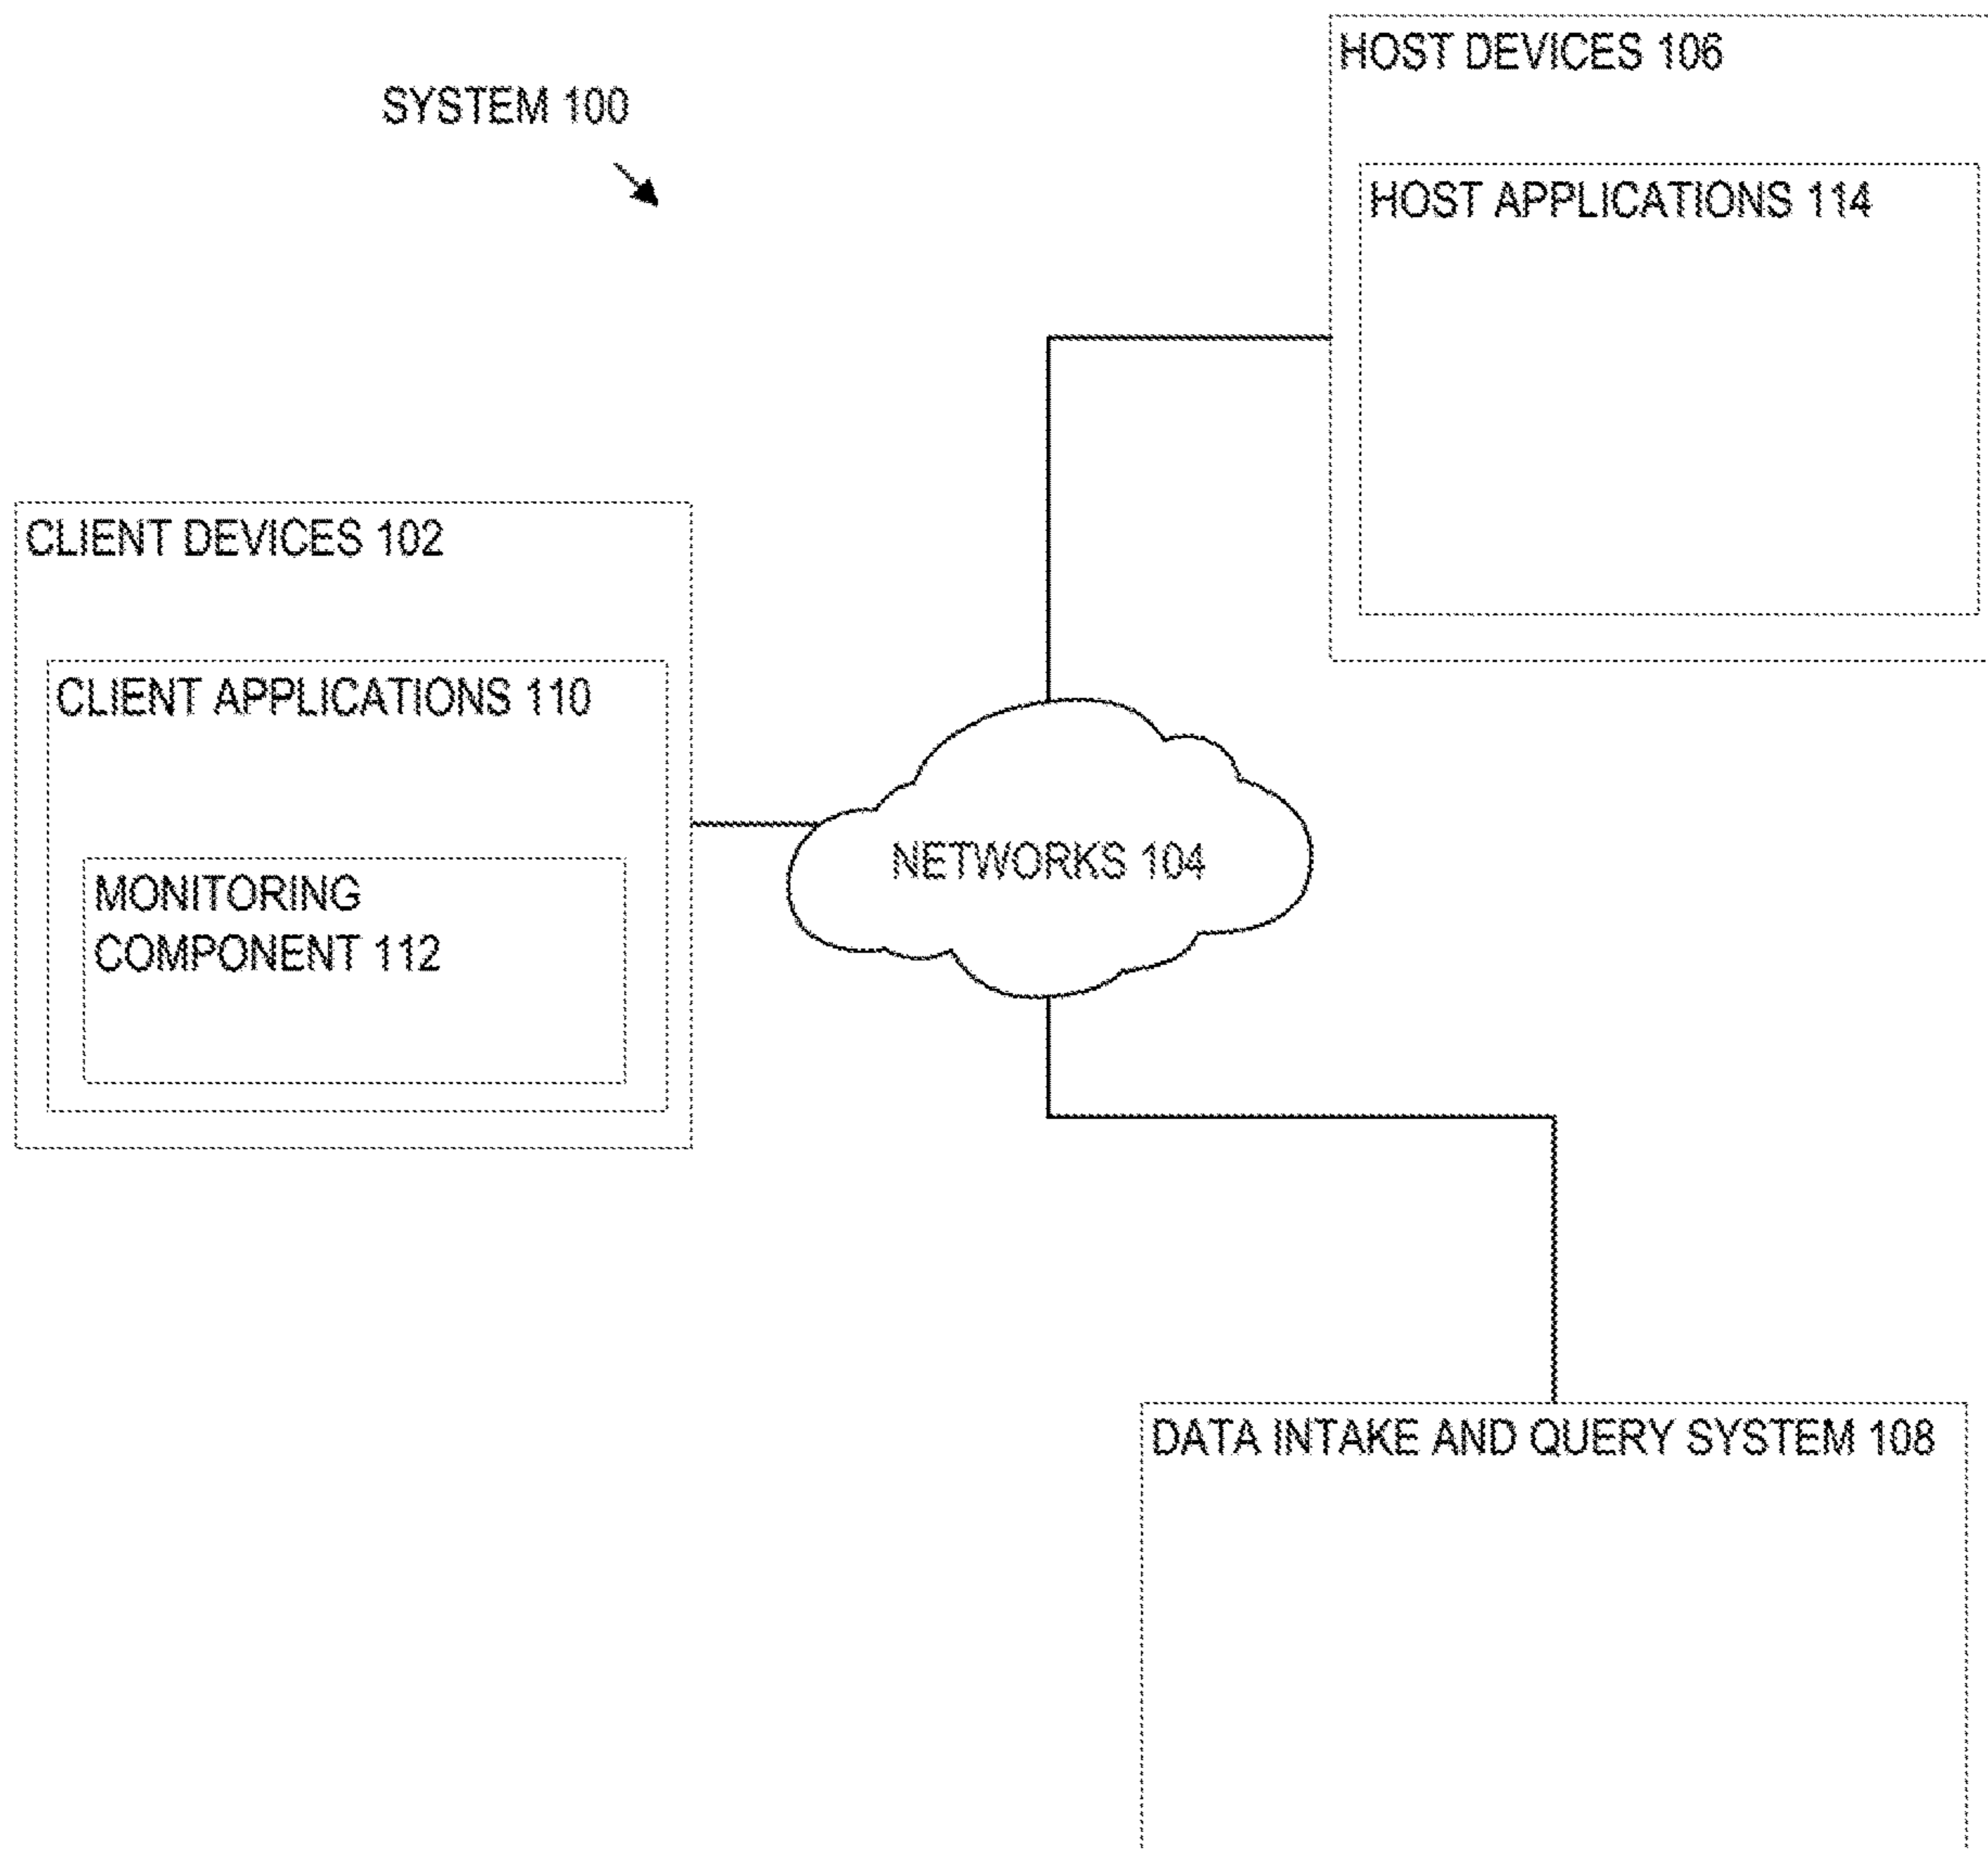 SYSTEM 100
HOST DEVICES 106
HOST APPLICATIONS 114
CLIENT DEVICES 102
CLIENT APPLICATIONS 110
MONITORING
COMPONENT 112
NETWORKS 104
DATA INTAKE AND QUERY SYSTEM 108